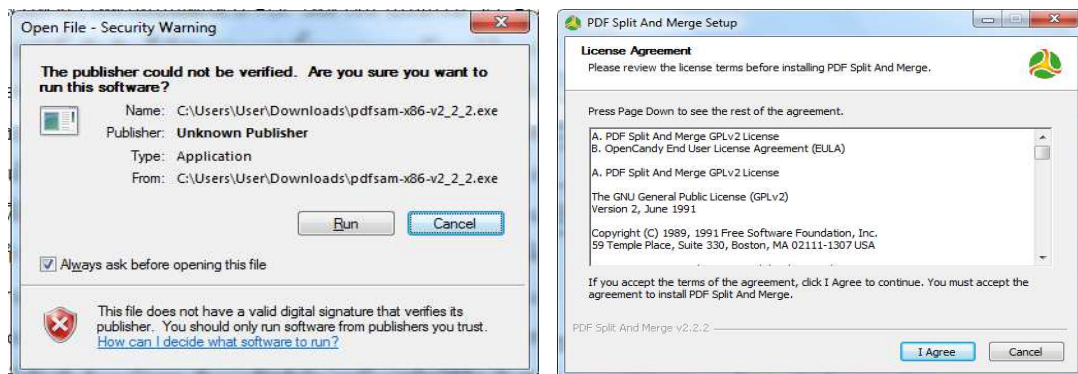 Open File - Security Warning
The publisher could not be verified. Are you sure you want to
run this software?
Name: C:\Users\User\Downloads\pdfsam-x86-v2_2_2.exe
Publisher: Unknown Publisher
Type: Application
From: C:\Users\User\Downloads\pdfsam-x86-v2_2_2.exe
Run Cancel
Always ask before opening this file
This file does not have a valid digital signature that verifies its
publisher. You should only run software from publishers you trust.
How can I decide what software to run?
PDF Split And Merge Setup
License Agreement
Please review the license terms before installing PDF Split And Merge.
Press Page Down to see the rest of the agreement.
A. PDF Split And Merge GPLv2 License
B. OpenCandy End User License Agreement (EULA)
A. PDF Split And Merge GPLv2 License
The GNU General Public License (GPLv2)
Version 2, June 1991
Copyright (C) 1989, 1991 Free Software Foundation, Inc.
59 Temple Place, Suite 330, Boston, MA 02111-1307 USA
If you accept the terms of the agreement, click I Agree to continue. You must accept the
agreement to install PDF Split And Merge.
PDF Split And Merge v2.2.2
I Agree Cancel